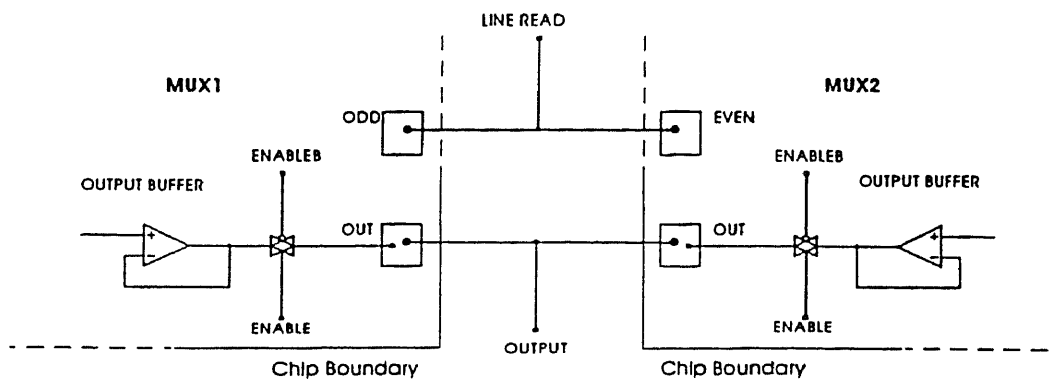 LINE READ
MUX1
MUX2
ODD
EVEN
ENABLEB
ENABLEB
OUTPUT BUFFER
OUTPUT BUFFER
OUT
OUT
+
+
−
−
ENABLE
ENABLE
OUTPUT
Chip Boundary
Chip Boundary